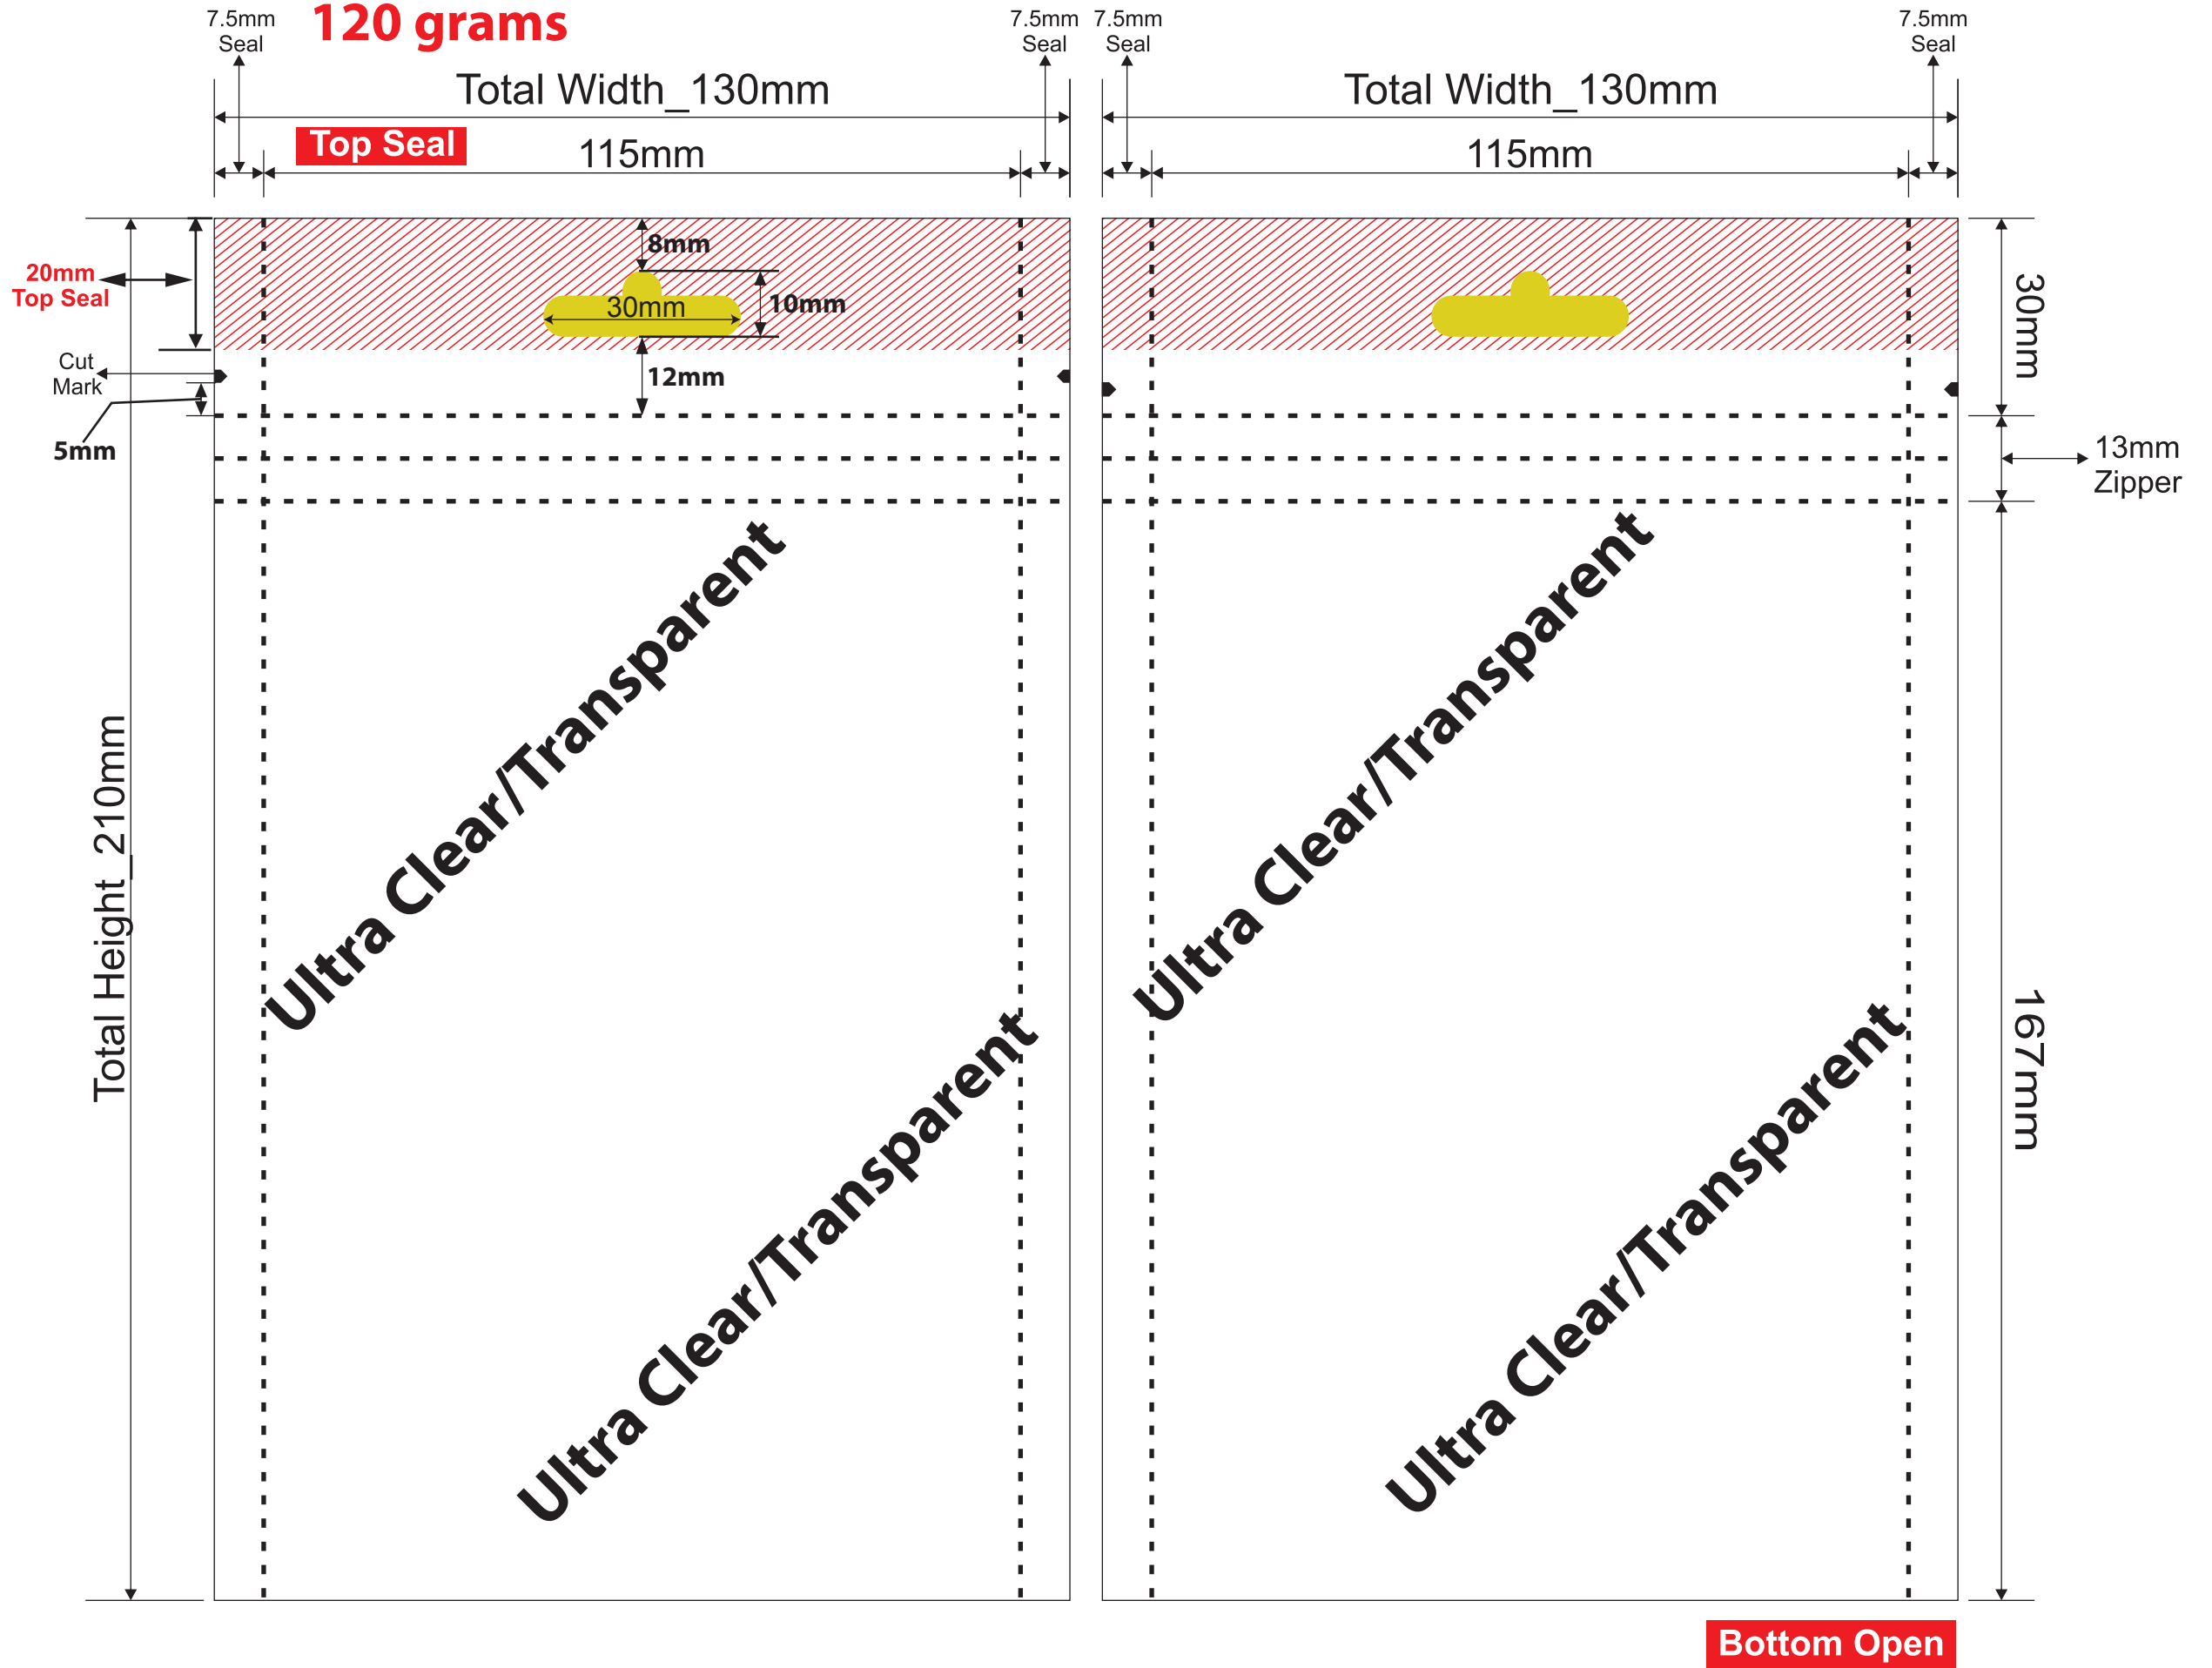 120 grams
7.5mm
Seal
7.5mm
Seal
7.5mm
Seal
7.5mm
Seal
Total Width_130mm
Total Width_130mm
Top Seal
115mm
115mm
8mm
20mm
Top Seal
30mm
10mm
30mm
Cut
Mark
12mm
5mm
13mm
Zipper
Ultra Clear/Transparent
Ultra Clear/Transparent
Total Height_210mm
167mm
Ultra Clear/Transparent
Ultra Clear/Transparent
Bottom Open